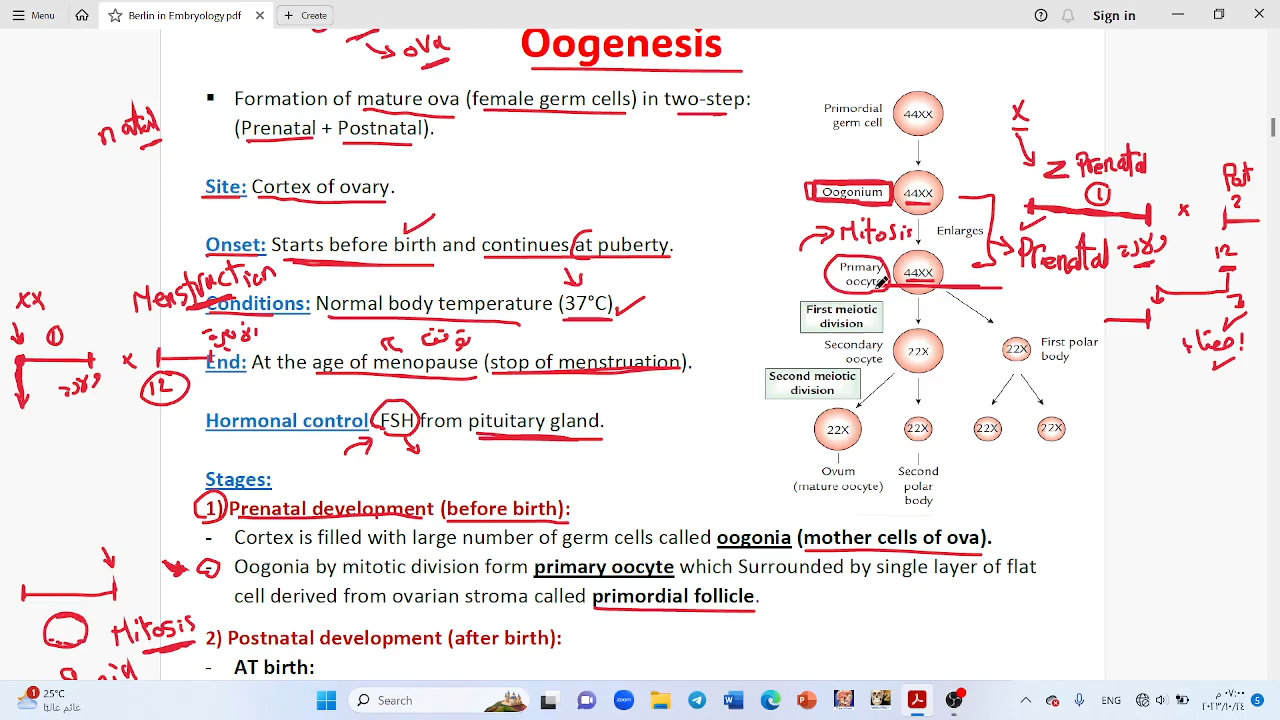 Menu
Berlin in Embryology.pdf
Create
Sign in
ova
Oogenesis
natal
Formation of mature ova (female germ cells) in two-step:
(Prenatal + Postnatal).
Site: Cortex of ovary.
Onset: Starts before birth and continues at puberty.
Menstruation
Conditions: Normal body temperature (37°C).
End: At the age of menopause (stop of menstruation).
Hormonal control FSH from pituitary gland.
Stages:
1) Prenatal development (before birth):
- Cortex is filled with large number of germ cells called oogonia (mother cells of ova).
- Oogonia by mitotic division form primary oocyte which Surrounded by single layer of flat
cell derived from ovarian stroma called primordial follicle.
2) Postnatal development (after birth):
- AT birth:
XX
1
x
12
Mitosis
Primordial
germ cell
44XX
Oogonium
44XX
Mitosis
Enlarges
Primary
oocyte
44XX
First meiotic
division
Secondary
oocyte
22X
22X
First polar
body
Second meiotic
division
22X
22X
22X
22X
Ovum
(mature oocyte)
Second
polar
body
X
Prenatal
1
x
2
Prenatal
12
25°C
Search
ENG
5